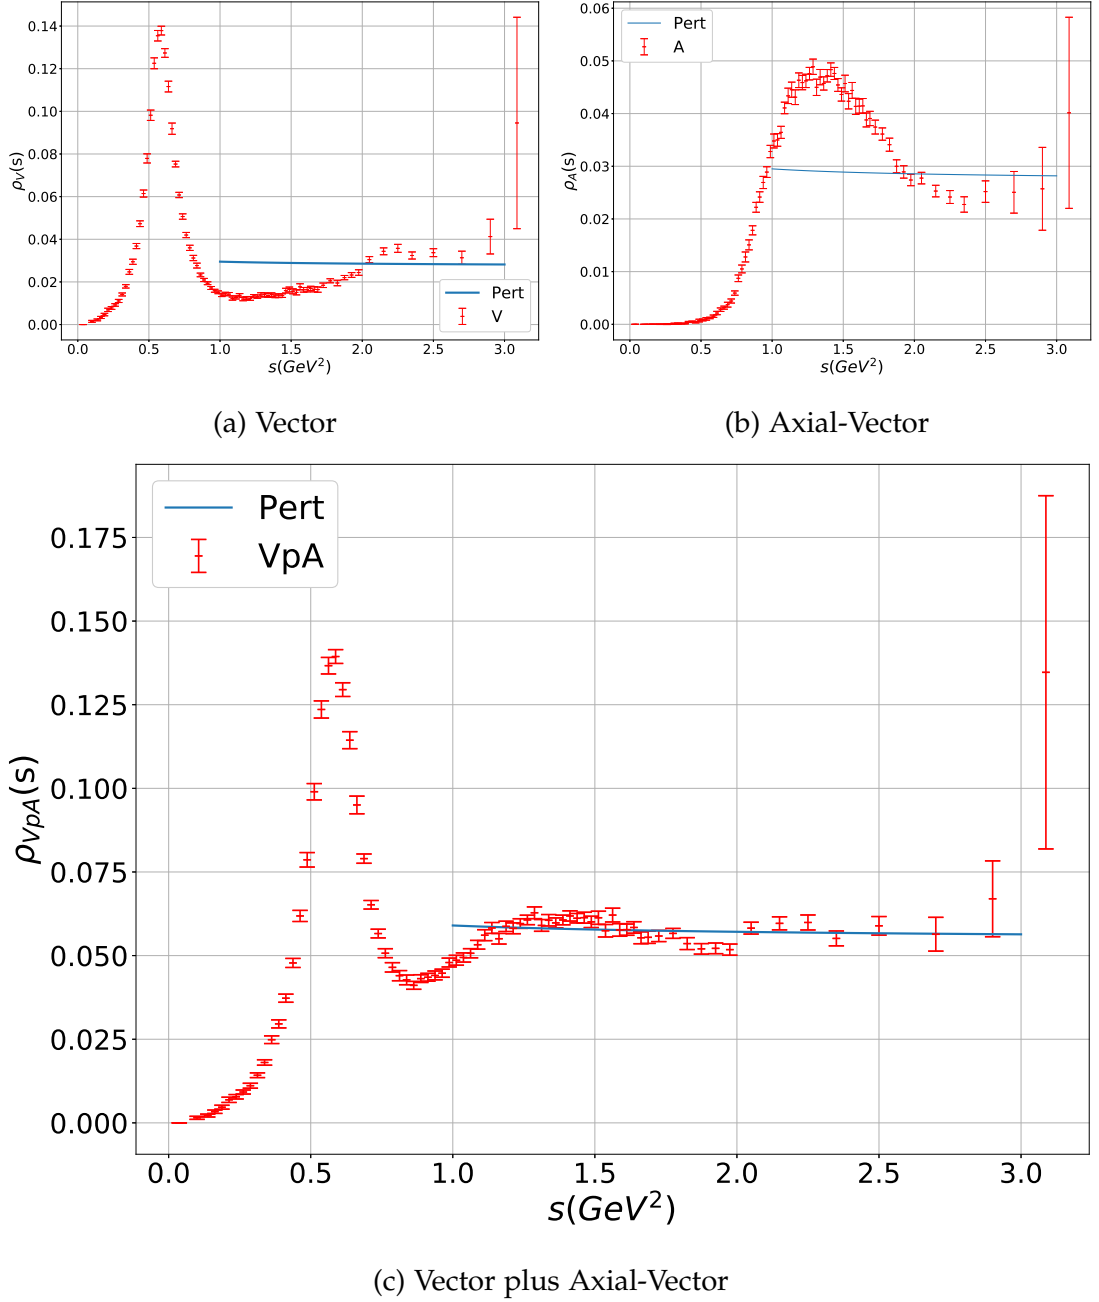 0.14
0.12
0.10
0.08
0.06
0.04
0.02
0.00
ρ_V(s)
0.0 0.5 1.0 1.5 2.0 2.5 3.0
s(GeV²)
Pert
V
(a) Vector
0.06
0.05
0.04
0.03
0.02
0.01
0.00
ρ_A(s)
0.0 0.5 1.0 1.5 2.0 2.5 3.0
s(GeV²)
Pert
A
(b) Axial-Vector
Pert
VpA
0.175
0.150
0.125
0.100
0.075
0.050
0.025
0.000
ρ_VpA(s)
0.0 0.5 1.0 1.5 2.0 2.5 3.0
s(GeV²)
(c) Vector plus Axial-Vector